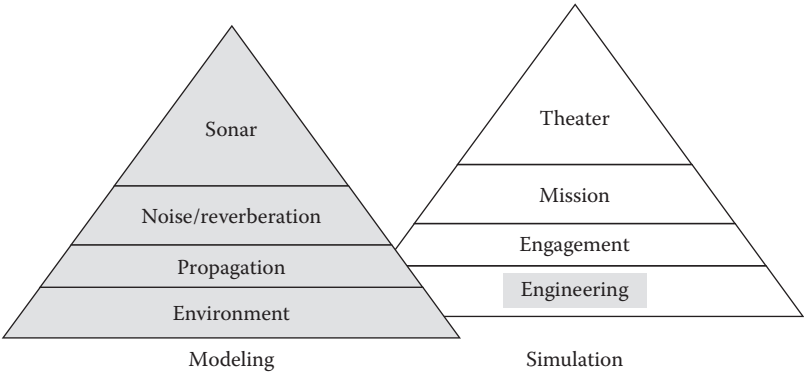 Sonar
Noise/reverberation
Propagation
Environment
Modeling
Theater
Mission
Engagement
Engineering
Simulation